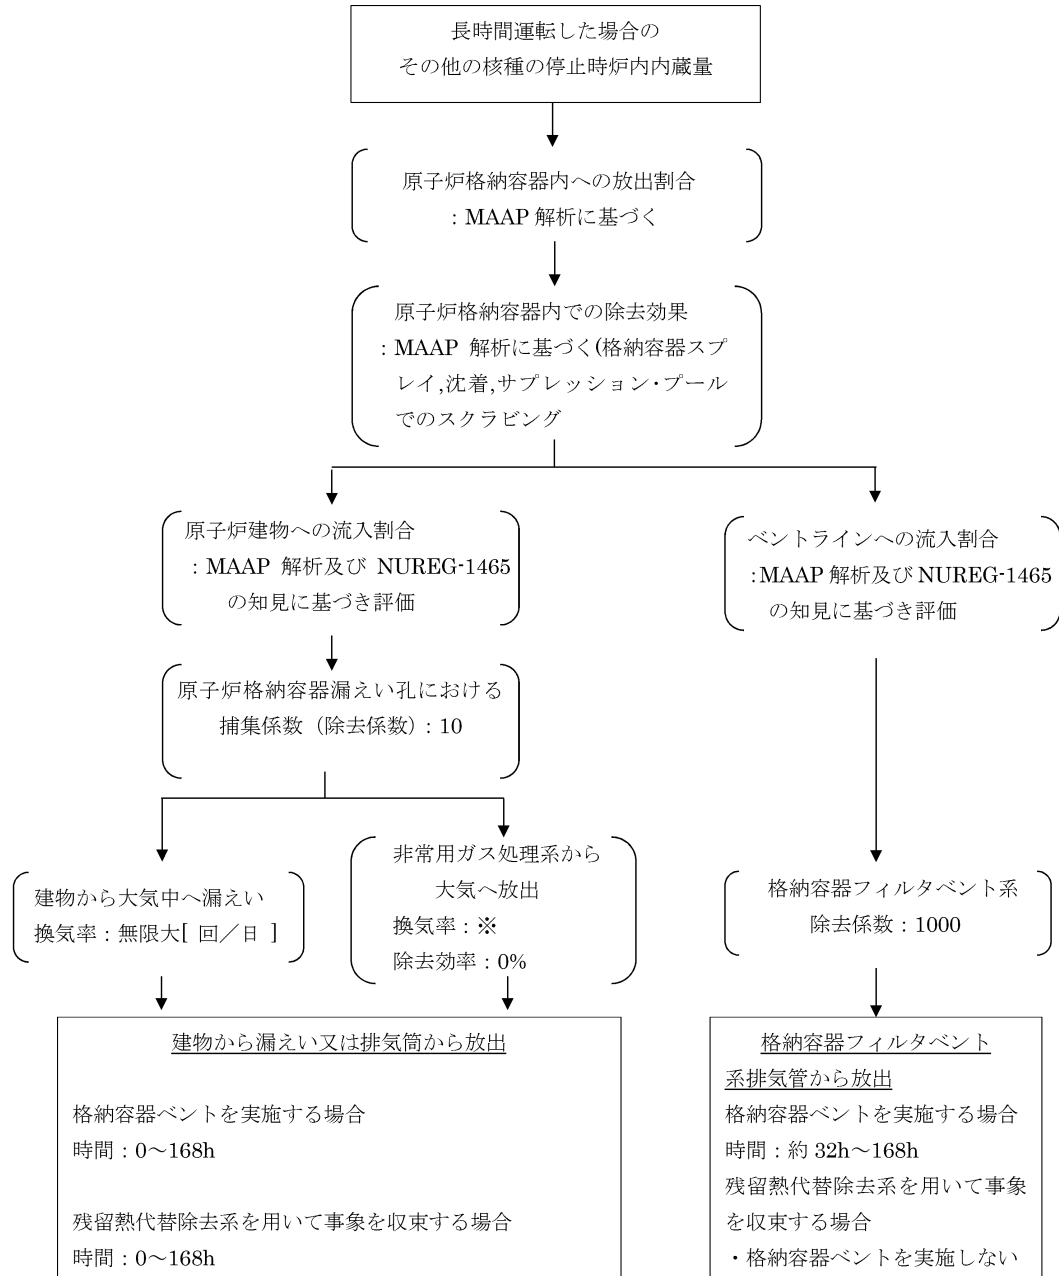 長時間運転した場合の
その他の核種の停止時炉内内蔵量
原子炉格納容器内への放出割合
：MAAP 解析に基づく
原子炉格納容器内での除去効果
：MAAP 解析に基づく(格納容器スプ
レイ,沈着,サプレッション・プール
でのスクラビング
原子炉建物への流入割合
：MAAP 解析及び NUREG-1465
の知見に基づき評価
ベントラインへの流入割合
：MAAP 解析及び NUREG-1465
の知見に基づき評価
原子炉格納容器漏えい孔における
捕集係数（除去係数）：10
建物から大気中へ漏えい
換気率：無限大[ 回／日 ]
非常用ガス処理系から
大気へ放出
換気率：※
除去効率：0%
格納容器フィルタベント系
除去係数：1000
建物から漏えい又は排気筒から放出
格納容器ベントを実施する場合
時間：0～168h
残留熱代替除去系を用いて事象を収束する場合
時間：0～168h
格納容器フィルタベント
系排気管から放出
格納容器ベントを実施する場合
時間：約 32h～168h
残留熱代替除去系を用いて事象
を収束する場合
・格納容器ベントを実施しない